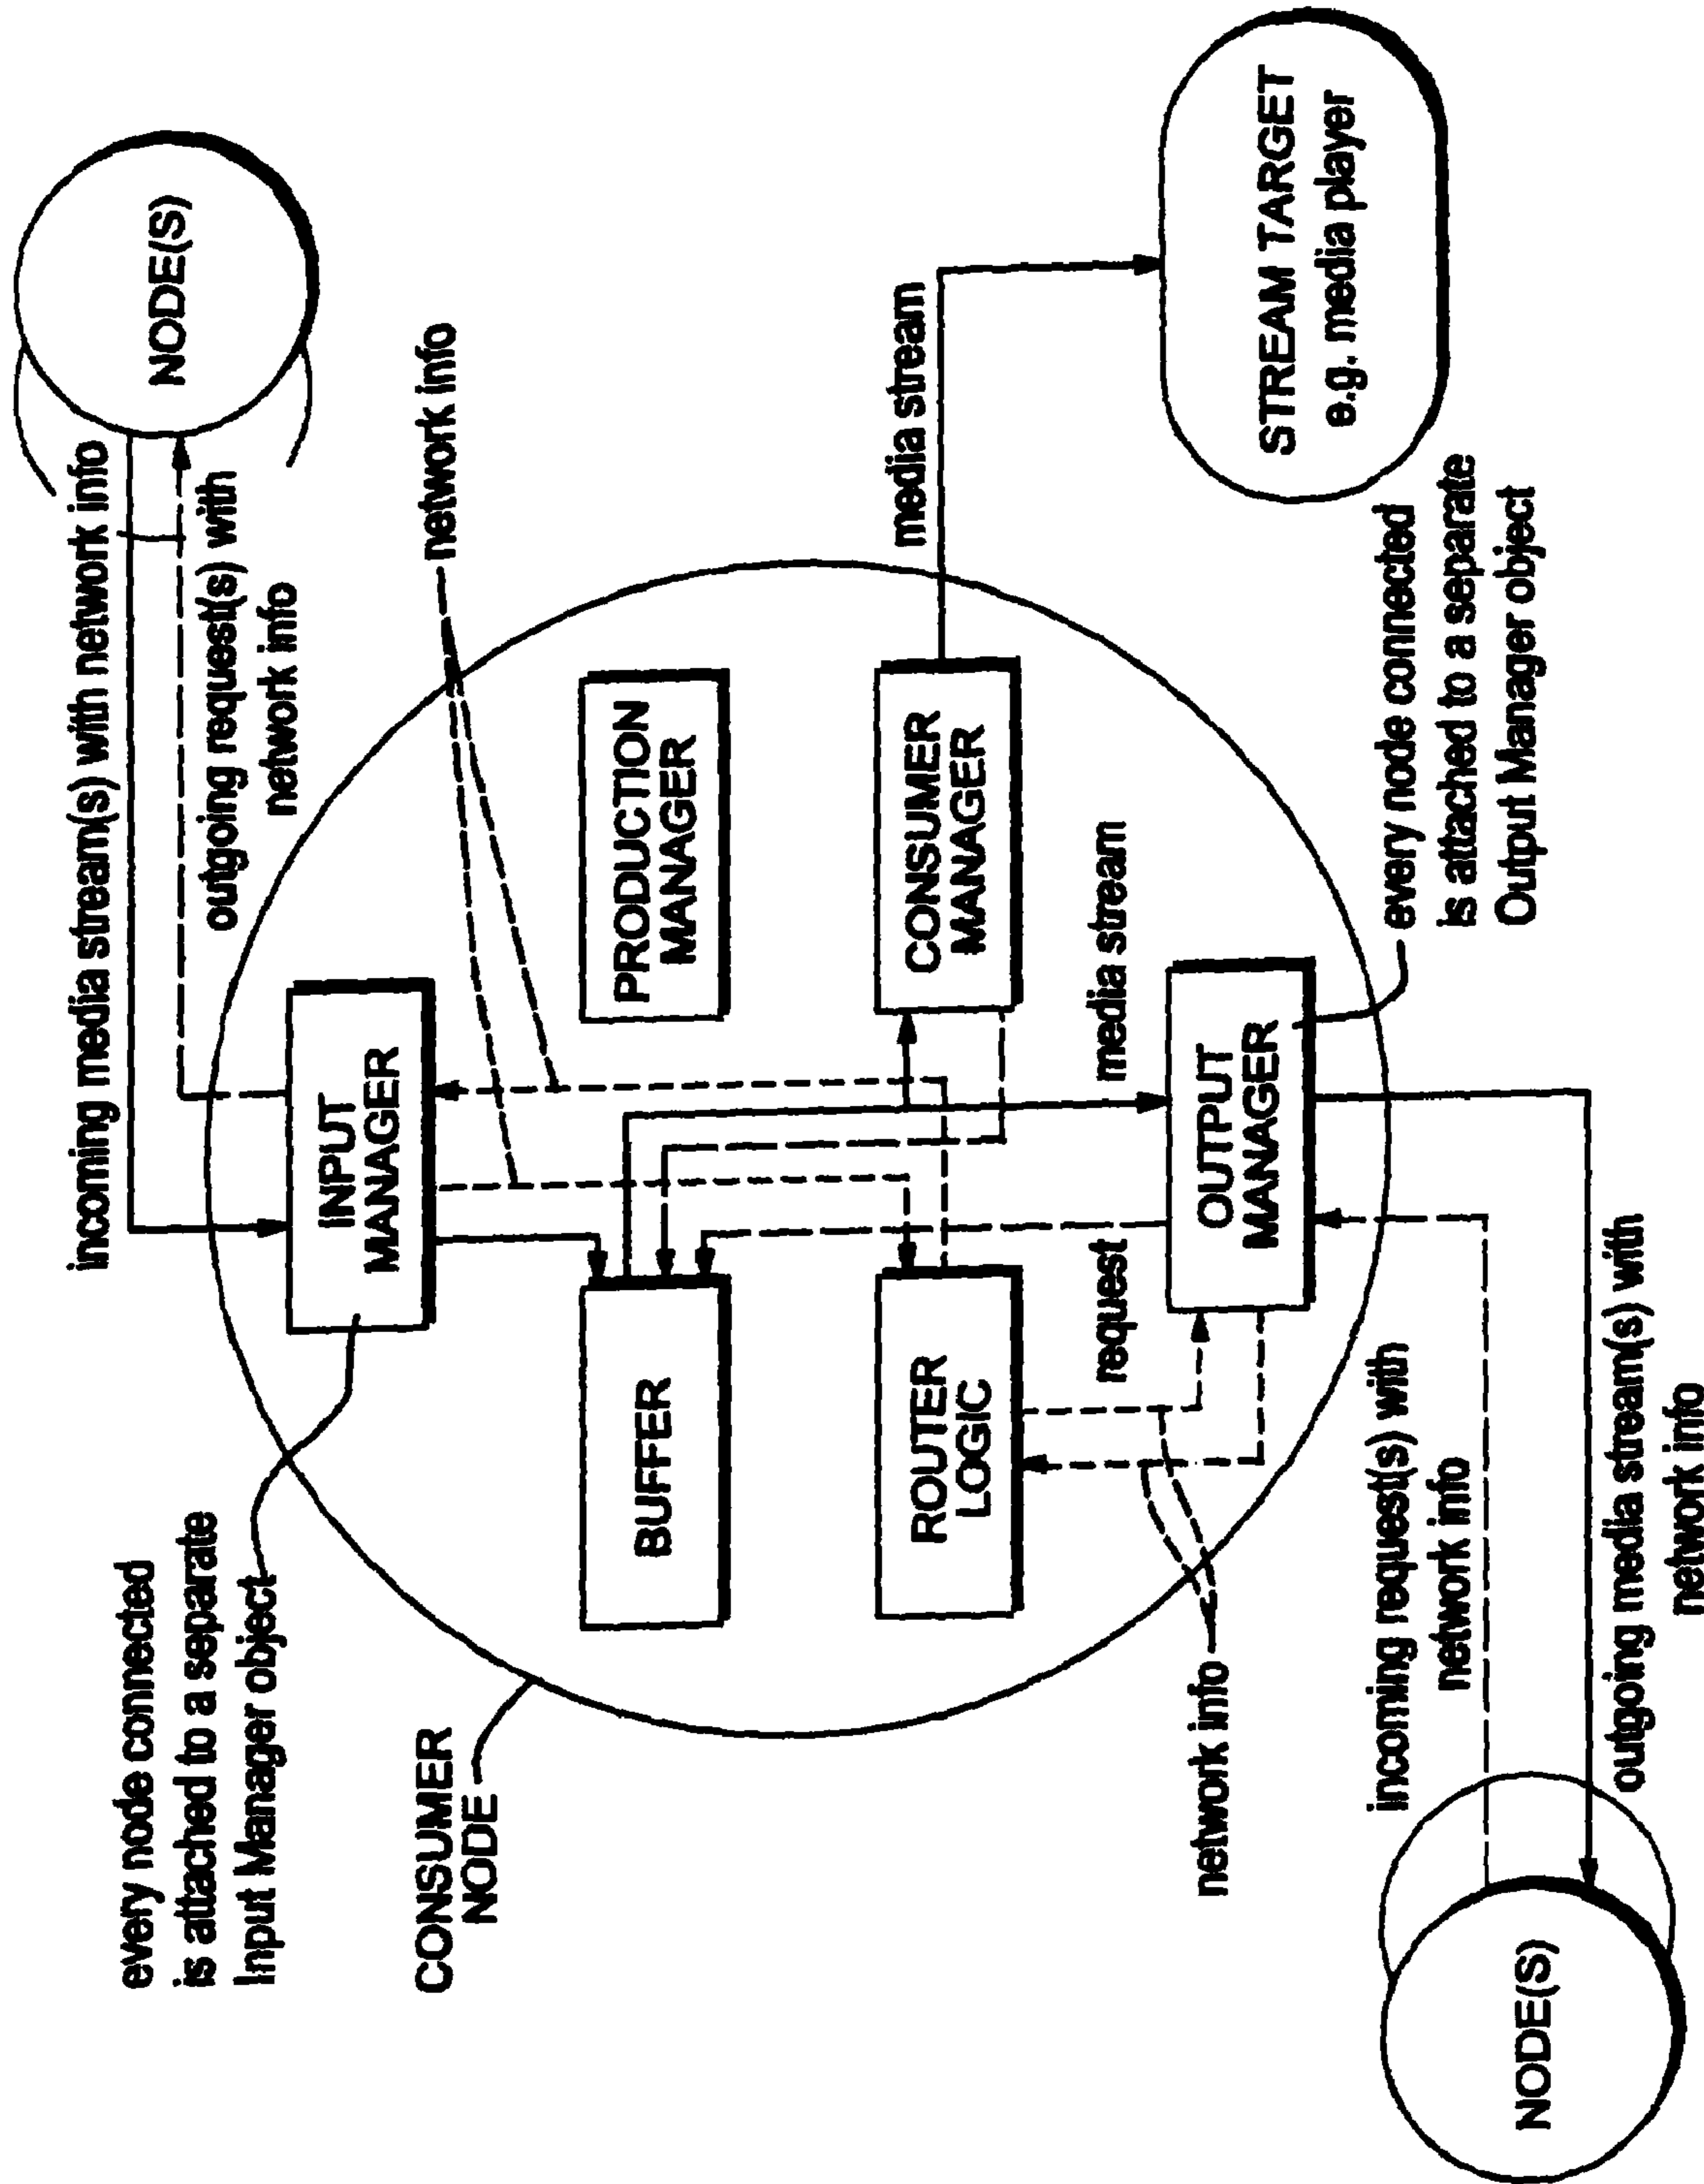 every node connected
is attached to a separate
Input Manager object
incoming media stream(s) with network info
outgoing request(s) with
network info
NODE(S)
CONSUMER
NODE
network info
INPUT
MANAGER
BUFFER
PRODUCTION
MANAGER
ROUTER
LOGIC
CONSUMER
MANAGER
media stream
network info
request
media stream
OUTPUT
MANAGER
STREAM TARGET
e.g. media player
every node connected
is attached to a separate
Output Manager object
incoming request(s) with
network info
NODE(S)
outgoing media stream(s) with
network info